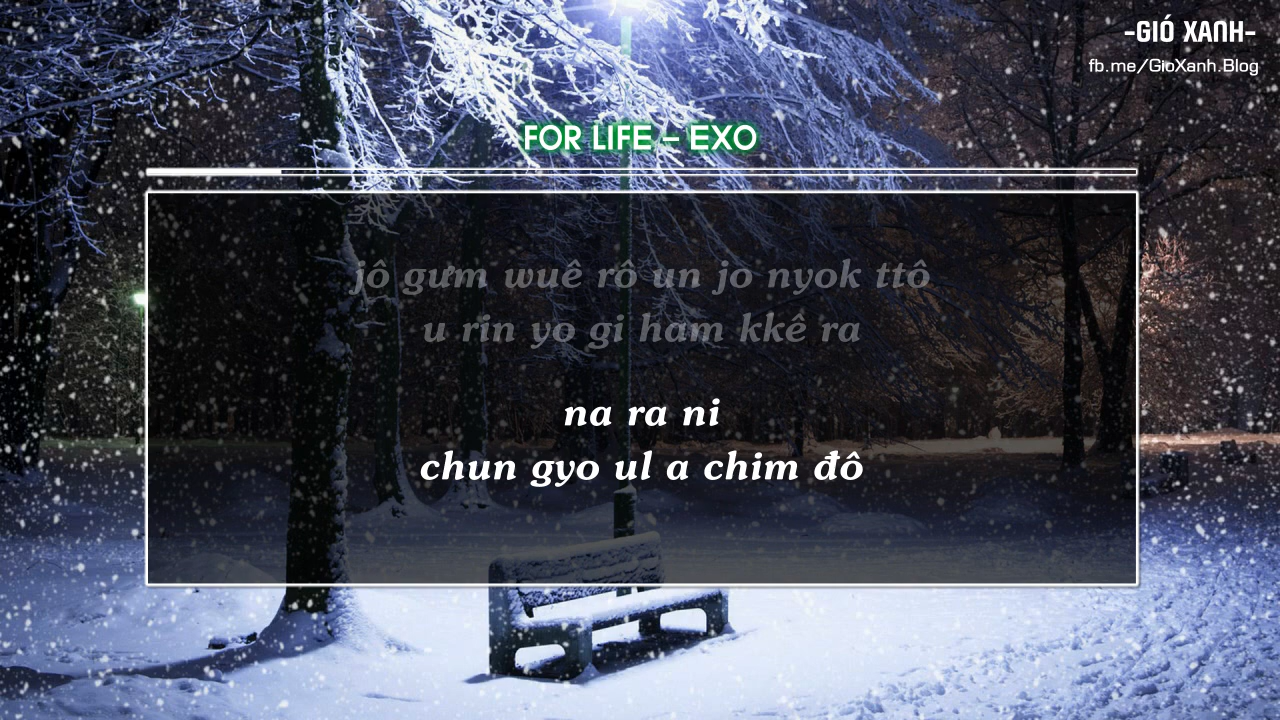 -GIÓ XANH-
fb.me/GioXanh.Blog
FOR LIFE – EXO
jô gưm wuê rô un jo nyok ttô
u rin yo gi ham kkê ra
na ra ni
chun gyo ul a chim đô